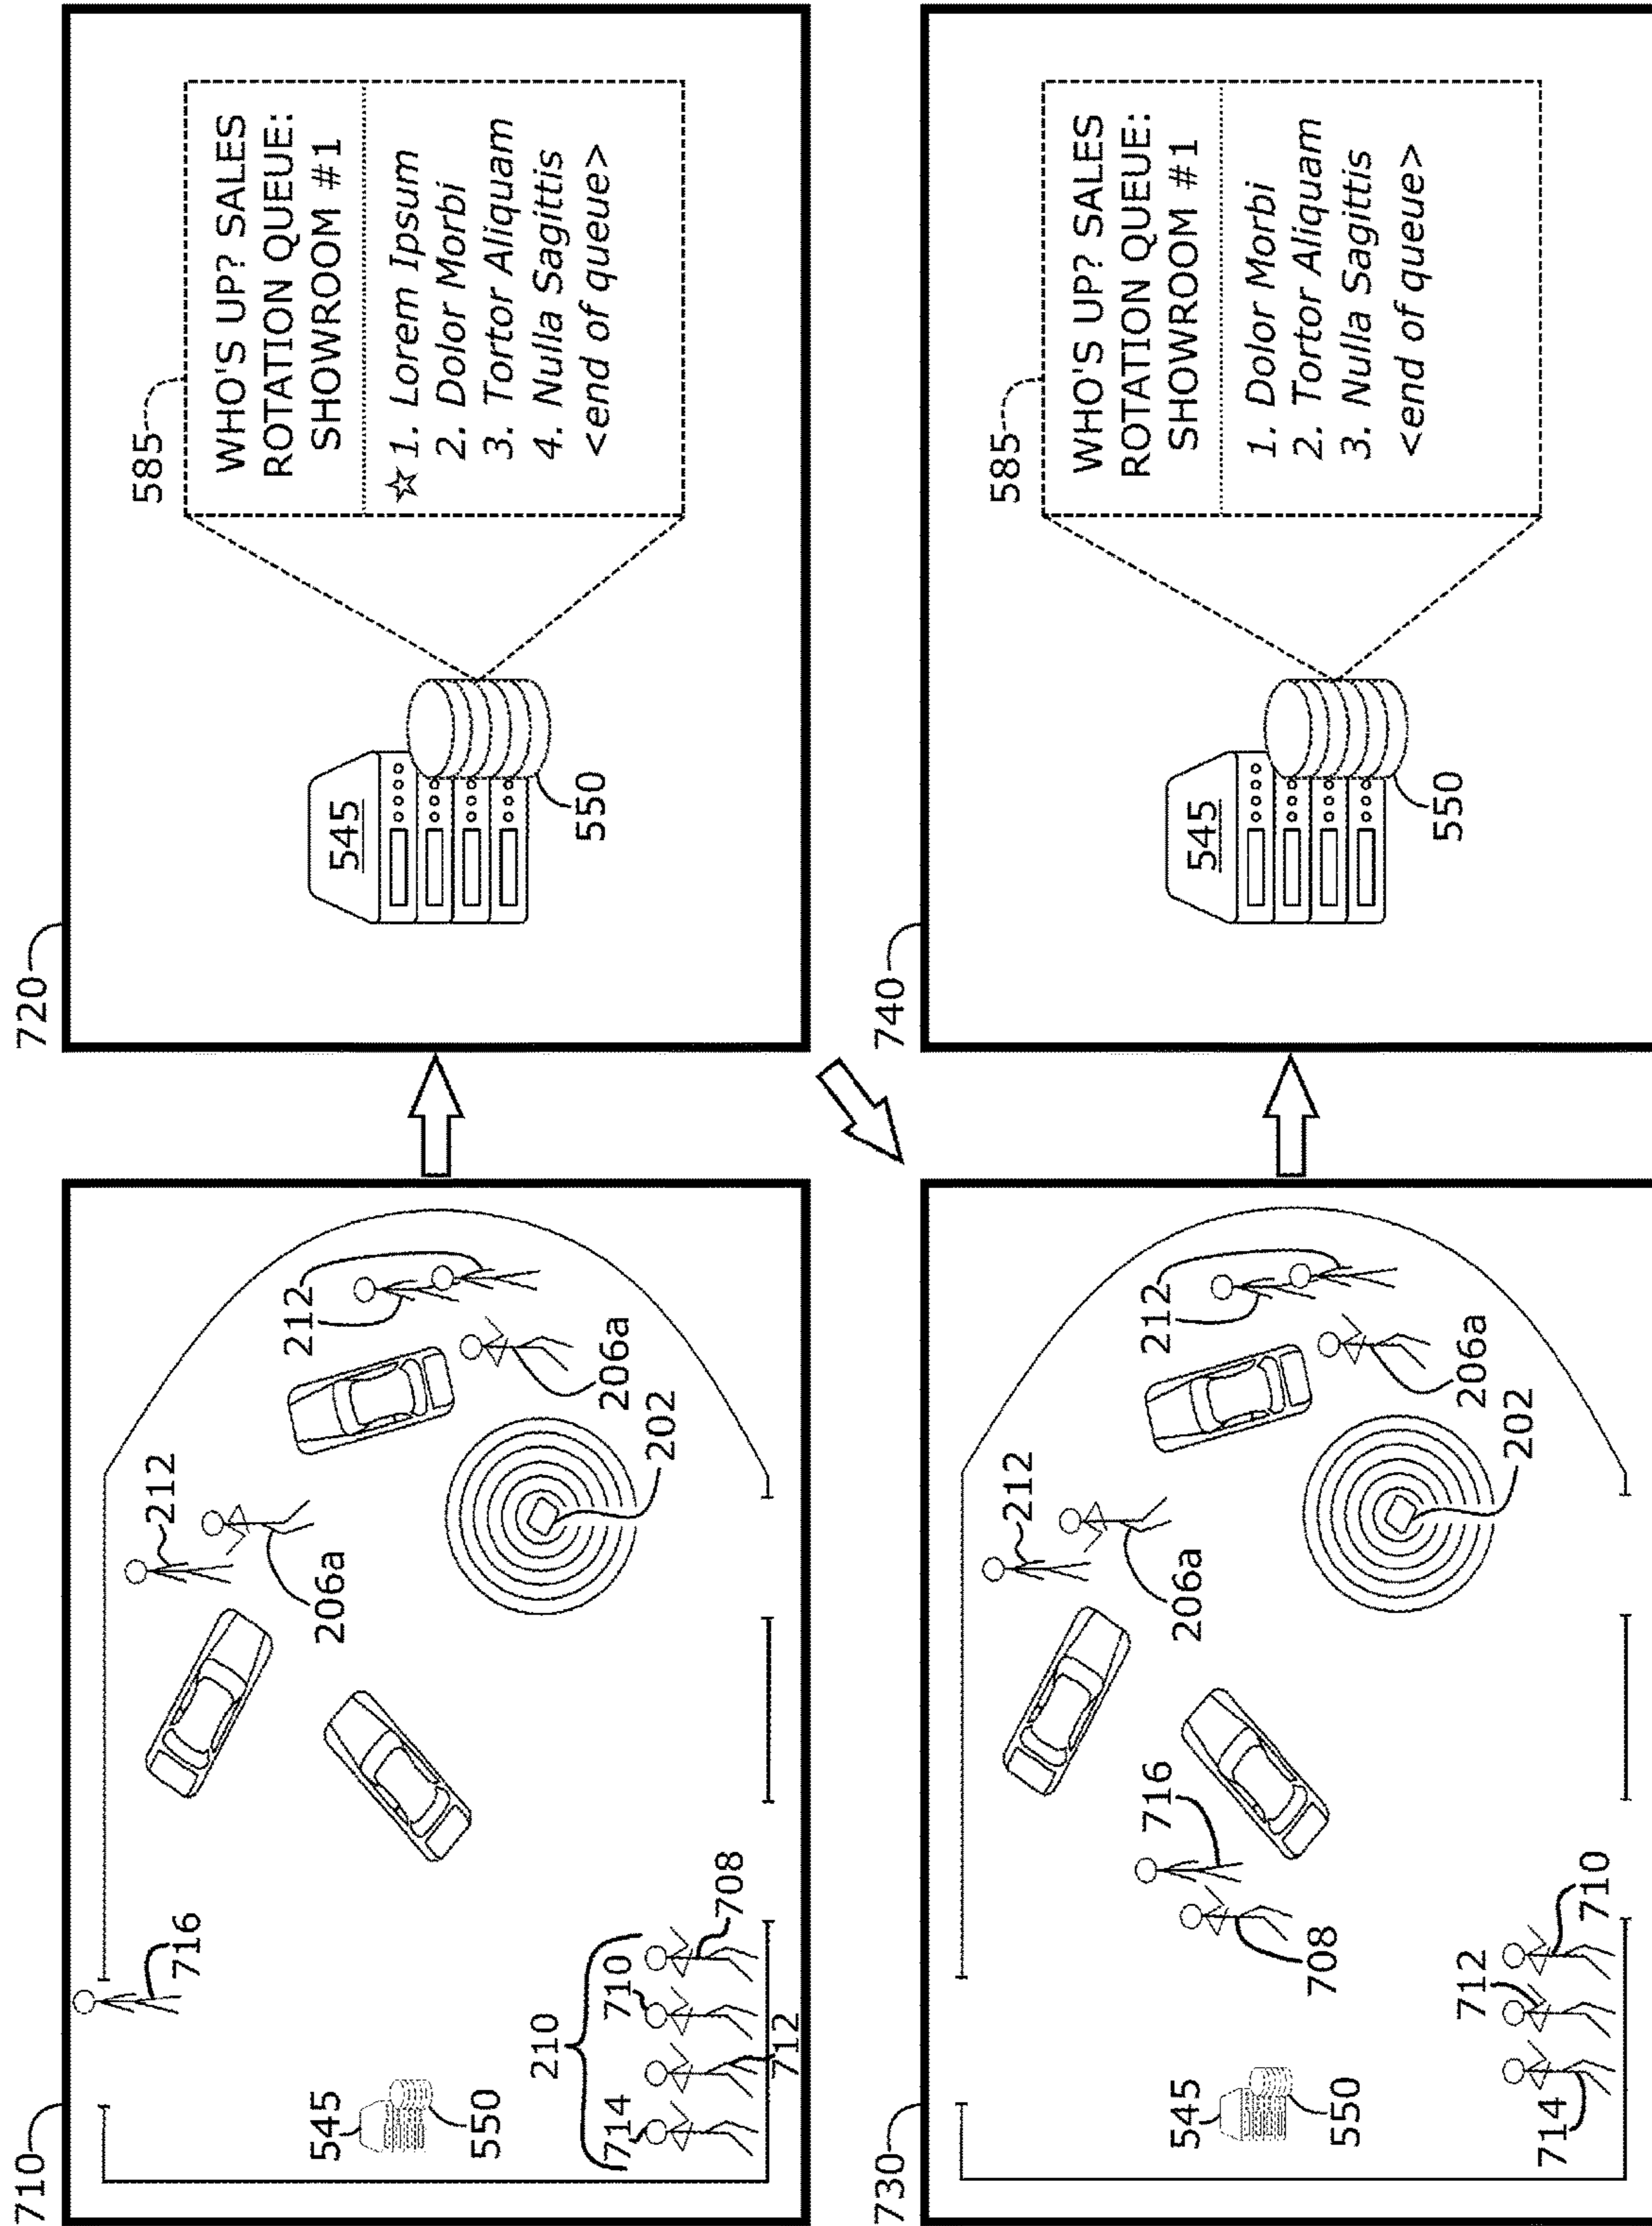 710
716
545
550
210
714
710
708
712
212
206a
212
206a
202
720
545
550
585
WHO'S UP? SALES
ROTATION QUEUE:
SHOWROOM #1
☆ 1. Lorem Ipsum
2. Dolor Morbi
3. Tortor Aliquam
4. Nulla Sagittis
<end of queue>
730
545
550
716
708
714
712
710
212
206a
212
206a
202
740
545
550
585
WHO'S UP? SALES
ROTATION QUEUE:
SHOWROOM #1
1. Dolor Morbi
2. Tortor Aliquam
3. Nulla Sagittis
<end of queue>